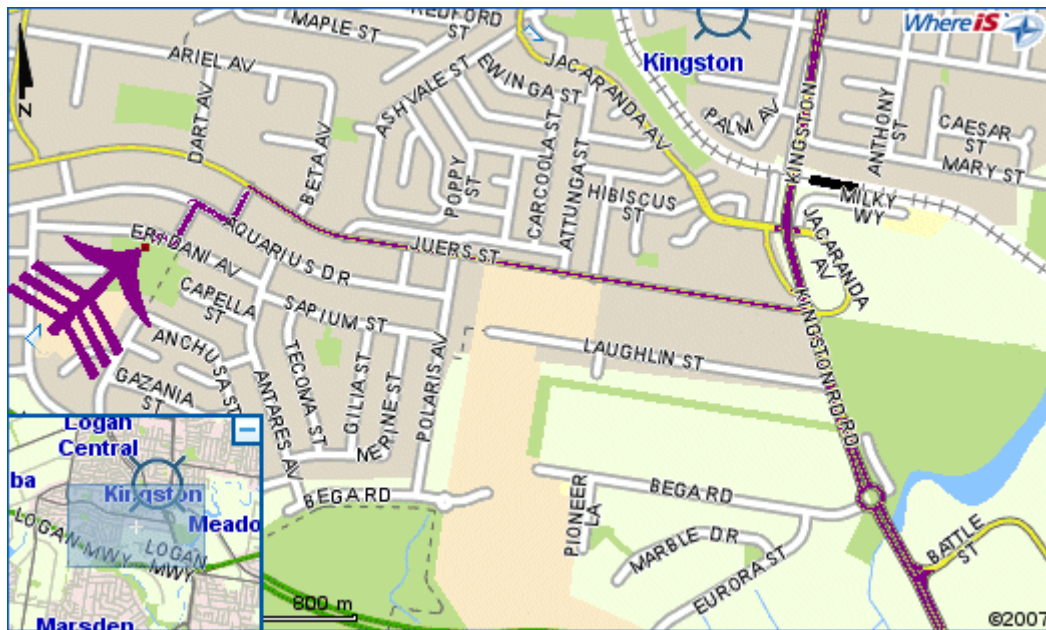 REDFORD ST
MAPLE ST
WhereiS
ARIEL AV
Kingston
JACARANDA AV
EWINGA ST
ASHVALE ST
N
DART AV
BETA AV
PALM AV
KINGSTON
ANTHONY ST
CAESAR ST
MARY ST
POPPY ST
CARCOOLA ST
ATTUNGA ST
HIBISCUS ST
MILKY WY
JACARANDA AV
AQUARIUS DR
JUERS ST
ERIDANI AV
CAPELLA ST
SAPIUM ST
KINGSTON RD
RD
LAUGHLIN ST
ANCHUSA ST
GAZANIA ST
TECOMA ST
GILIA ST
NERINE ST
POLARIS AV
ANTARES AV
Logan Central
ba
Kingston
Meado
LOGAN MWY
LOGAN MWY
Marsden
BEGA RD
BEGA RD
PIONEER LA
MARBLE DR
EURORA ST
BATTLE ST
600 m
©2007